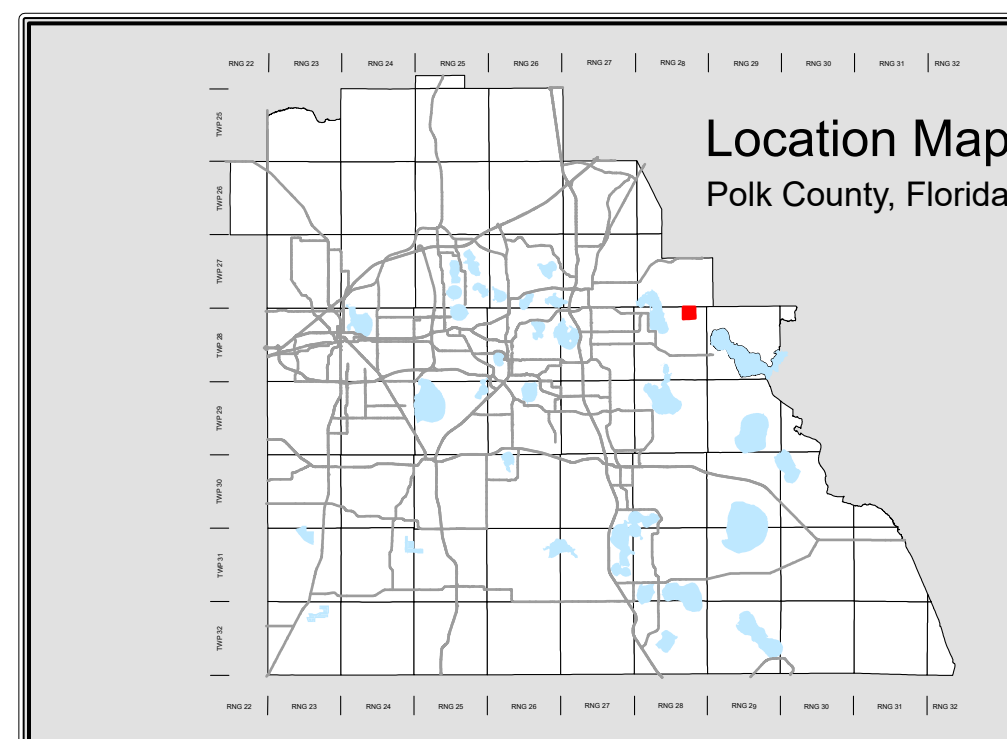 RNG 22 RNG 23 RNG 24 RNG 25 RNG 26 RNG 27 RNG 28 RNG 29 RNG 30 RNG 31 RNG 32
Location Map
Polk County, Florida
TWP 25
TWP 26
TWP 27
TWP 28
TWP 29
TWP 30
TWP 31
TWP 32
RNG 22 RNG 23 RNG 24 RNG 25 RNG 26 RNG 27 RNG 28 RNG 29 RNG 30 RNG 31 RNG 32